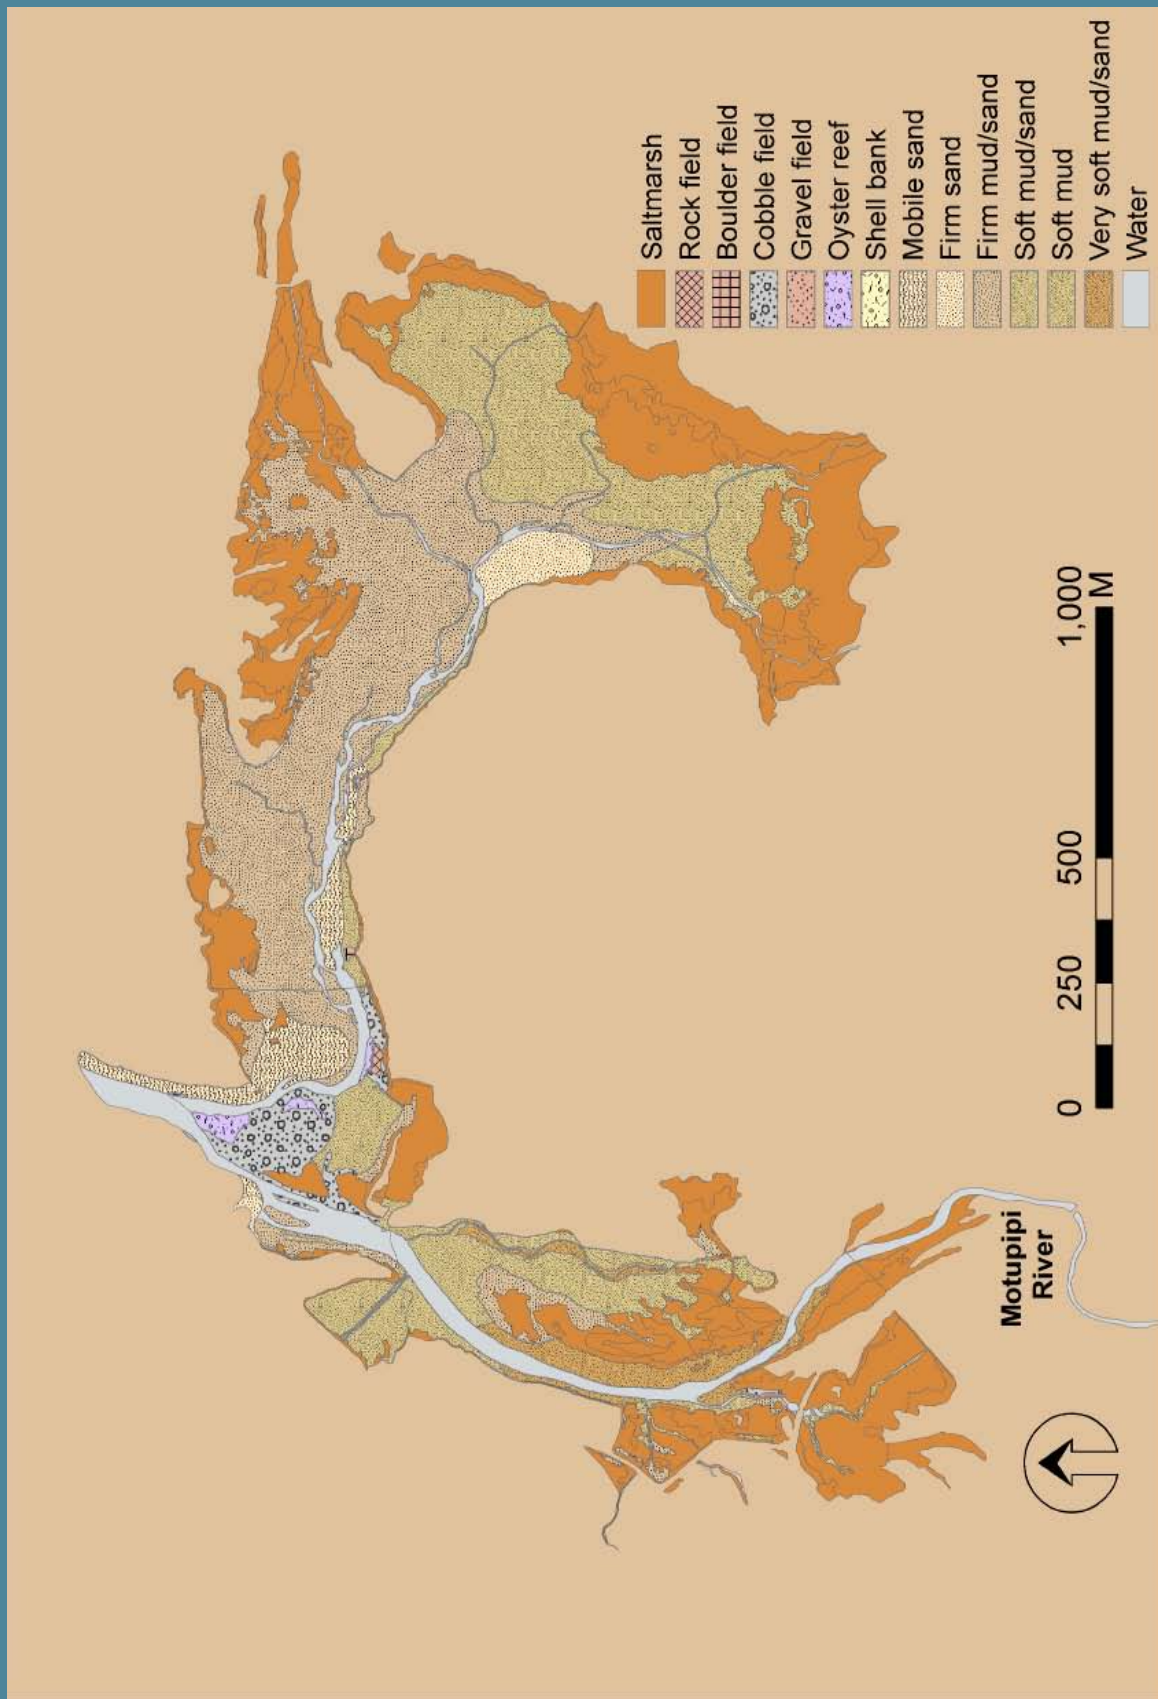 Saltmarsh
Rock field
Boulder field
Cobble field
Gravel field
Oyster reef
Shell bank
Mobile sand
Firm sand
Firm mud/sand
Soft mud/sand
Soft mud
Very soft mud/sand
Water
0
250
500
1,000
M
Motupipi
River